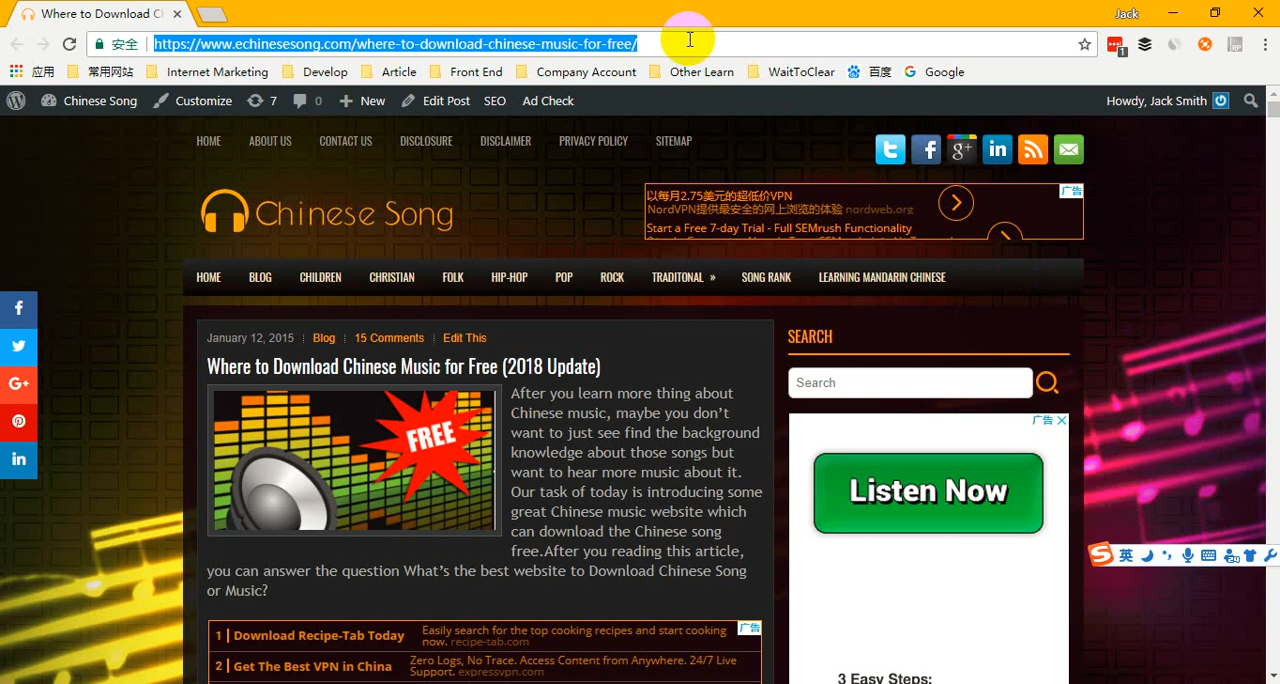 Where to Download C
Jack
安全
https://www.echinesesong.com/where-to-download-chinese-music-for-free/
1
RP
应用
常用网站
Internet Marketing
Develop
Article
Front End
Company Account
Other Learn
WaitToClear
百度
Google
Chinese Song
Customize
7
0
New
Edit Post
SEO
Ad Check
Howdy, Jack Smith
HOME
ABOUT US
CONTACT US
DISCLOSURE
DISCLAIMER
PRIVACY POLICY
SITEMAP
Chinese Song
以每月2.75美元的超低价VPN
NordVPN提供最安全的网上浏览的体验 nordweb.org
Start a Free 7-day Trial - Full SEMrush Functionality
广告
HOME
BLOG
CHILDREN
CHRISTIAN
FOLK
HIP-HOP
POP
ROCK
TRADITONAL »
SONG RANK
LEARNING MANDARIN CHINESE
January 12, 2015
Blog
15 Comments
Edit This
Where to Download Chinese Music for Free (2018 Update)
FREE
After you learn more thing about
Chinese music, maybe you don't
want to just see find the background
knowledge about those songs but
want to hear more music about it.
Our task of today is introducing some
great Chinese music website which
can download the Chinese song
free.After you reading this article,
you can answer the question What's the best website to Download Chinese Song
or Music?
1
Download Recipe-Tab Today
Easily search for the top cooking recipes and start cooking
now. recipe-tab.com
广告
2
Get The Best VPN in China
Zero Logs, No Trace. Access Content from Anywhere. 24/7 Live
Support. expressvpn.com
SEARCH
Search
广告
Listen Now
3 Easy Steps:
英